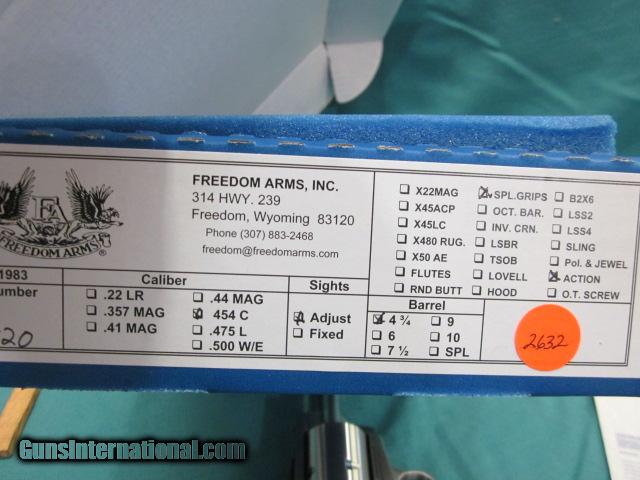 FREEDOM ARMS, INC.
314 HWY. 239
Freedom, Wyoming 83120
Phone (307) 883-2468
freedom@freedomarms.com
FA
FREEDOM ARMS®
X22MAG
X45ACP
X45LC
X480 RUG.
X50 AE
FLUTES
RND BUTT
SPL.GRIPS
OCT. BAR.
INV. CRN.
LSBR
TSOB
LOVELL
HOOD
B2X6
LSS2
LSS4
SLING
Pol. & JEWEL
ACTION
O.T. SCREW
1983
umber
20
Caliber
.22 LR
.357 MAG
.41 MAG
.44 MAG
454 C
.475 L
.500 W/E
Sights
Adjust
Fixed
Barrel
4 ¾
6
7 ½
9
10
SPL
2632
GunsInternational.com